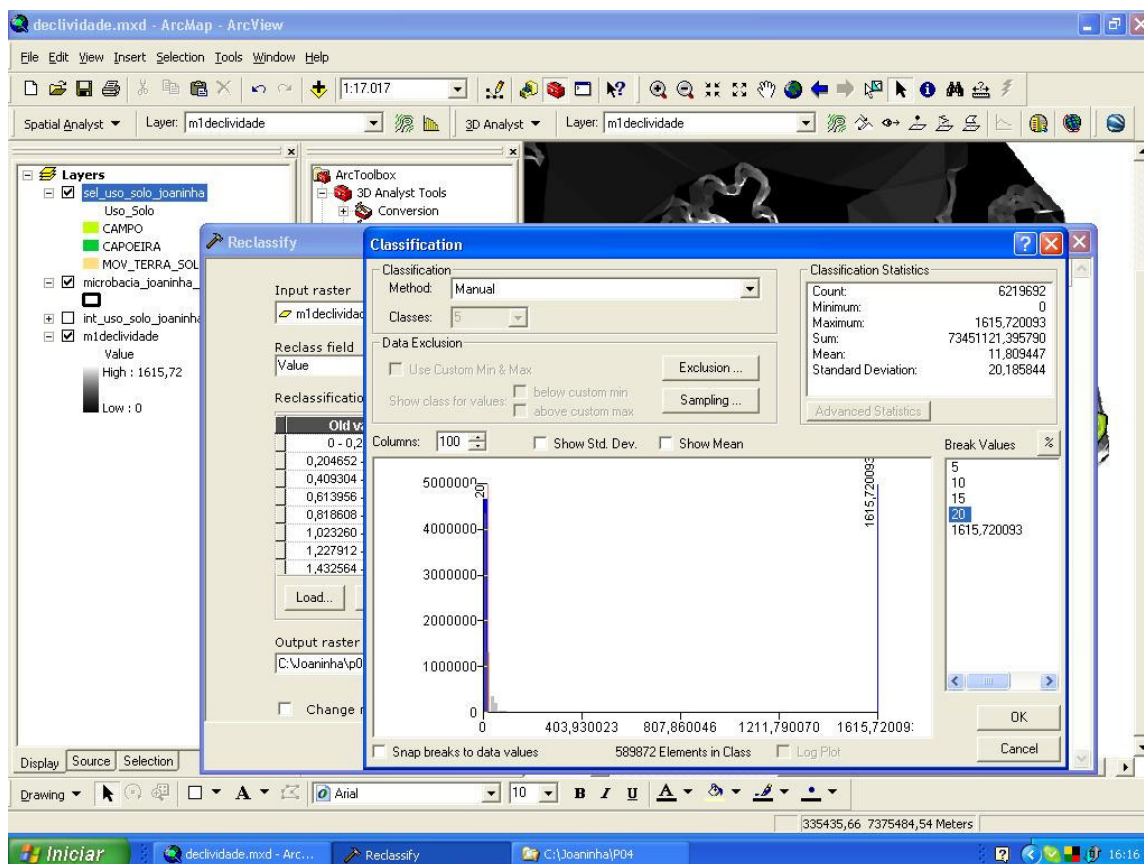 declividade.mxd - ArcMap - ArcView
File Edit View Insert Selection Tools Window Help
1:17.017
Spatial Analyst Layer: m1declividade 3D Analyst Layer: m1declividade
Layers
sel_uso_solo_joaninha
Uso_Solo
CAMPO
CAPOEIRA
MOV_TERRA_SOL
microbacia_joaninha_
int_uso_solo_joaninha
m1declividade
Value
High : 1615,72
Low : 0
Display Source Selection
ArcToolbox
3D Analyst Tools
Conversion
Reclassify
Input raster
m1declividad
Reclass field
Value
Reclassificatio
Old va
0 - 0,2
0,204652 -
0,409304 -
0,613956 -
0,818608 -
1,023260 -
1,227912 -
1,432564 -
Load...
Output raster
C:\Joaninha\p0
Change
Classification
Classification
Method: Manual
Classes: 5
Data Exclusion
Use Custom Min & Max
Exclusion ...
Show class for values:
below custom min
above custom max
Sampling ...
Classification Statistics
Count: 6219692
Minimum: 0
Maximum: 1615,720093
Sum: 73451121,395790
Mean: 11,809447
Standard Deviation: 20,185844
Advanced Statistics
Columns: 100 Show Std. Dev. Show Mean
Break Values %
5
10
15
20
1615,720093
5000000
4000000
3000000
2000000
1000000
0
20
1615,720093
0 403,930023 807,860046 1211,790070 1615,72009
Snap breaks to data values 589872 Elements in Class Log Plot
OK
Cancel
Drawing A Arial 10 B I U A
335435,66 7375484,54 Meters
Iniciar declividade.mxd - Arc... Reclassify C:\Joaninha\P04 16:16